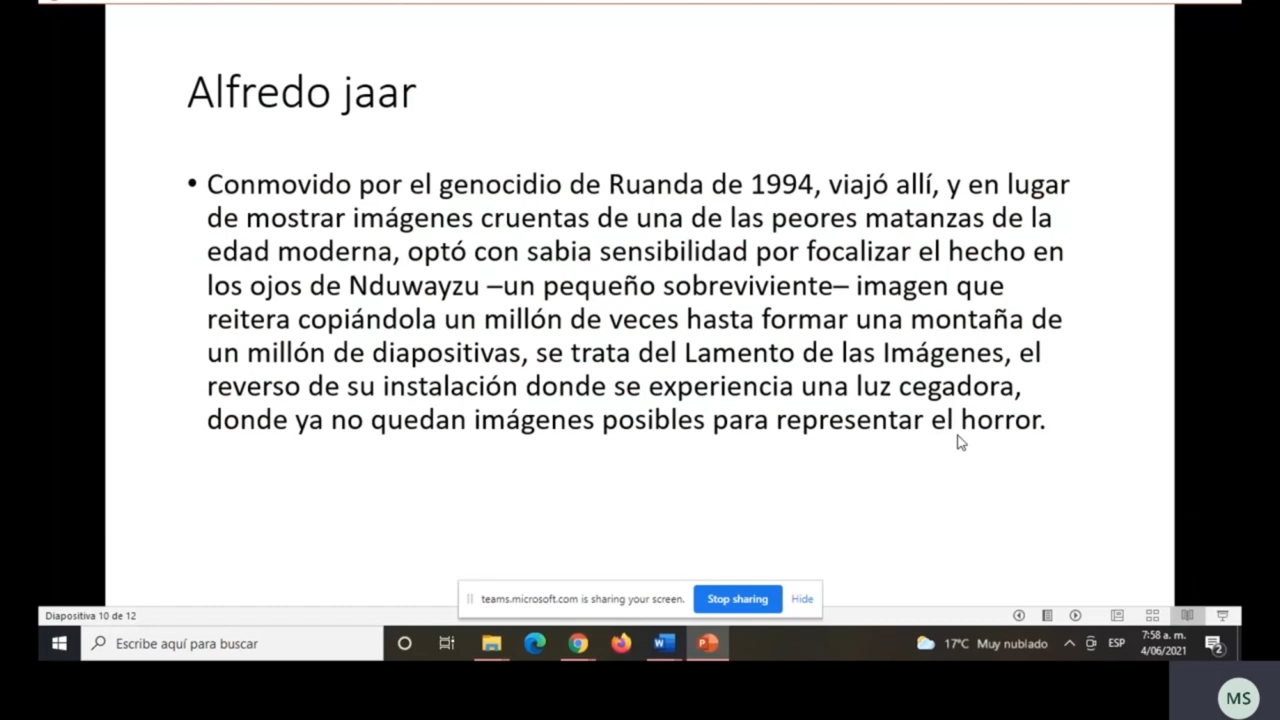 Alfredo jaar
• Conmovido por el genocidio de Ruanda de 1994, viajó allí, y en lugar
de mostrar imágenes cruentas de una de las peores matanzas de la
edad moderna, optó con sabia sensibilidad por focalizar el hecho en
los ojos de Nduwayzu –un pequeño sobreviviente– imagen que
reitera copiándola un millón de veces hasta formar una montaña de
un millón de diapositivas, se trata del Lamento de las Imágenes, el
reverso de su instalación donde se experiencia una luz cegadora,
donde ya no quedan imágenes posibles para representar el horror.
teams.microsoft.com is sharing your screen. Stop sharing Hide
Diapositiva 10 de 12
Escribe aquí para buscar
17°C Muy nublado ESP
7:58 a. m.
4/06/2021
2
MS